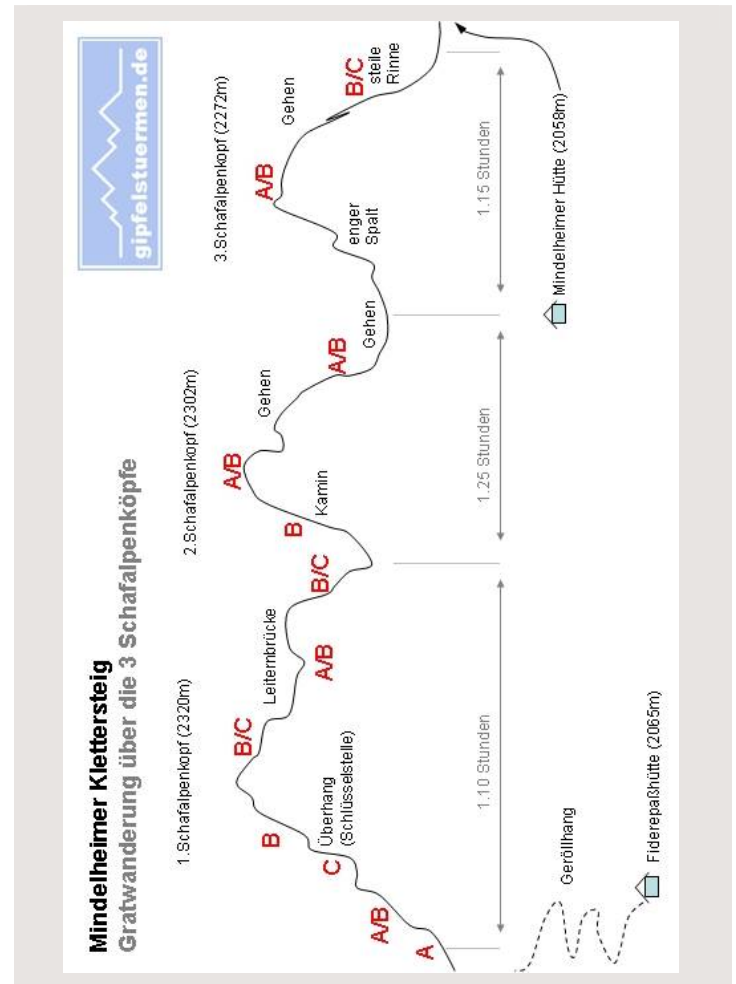 Mindelheimer Klettersteig
Gratwanderung über die 3 Schafalpenköpfe
gipfelstuermen.de
1.Schafalpenkopf (2320m)
2.Schafalpenkopf (2302m)
3.Schafalpenkopf (2272m)
A
A/B
C
Überhang
(Schlüsselstelle)
B
B/C
Leiternbrücke
A/B
B/C
B
Kamin
A/B
Gehen
A/B
Gehen
enger
Spalt
A/B
Gehen
B/C
steile
Rinne
1.10 Stunden
1.25 Stunden
1.15 Stunden
Geröllhang
Fiderepaßhütte (2065m)
Mindelheimer Hütte (2058m)